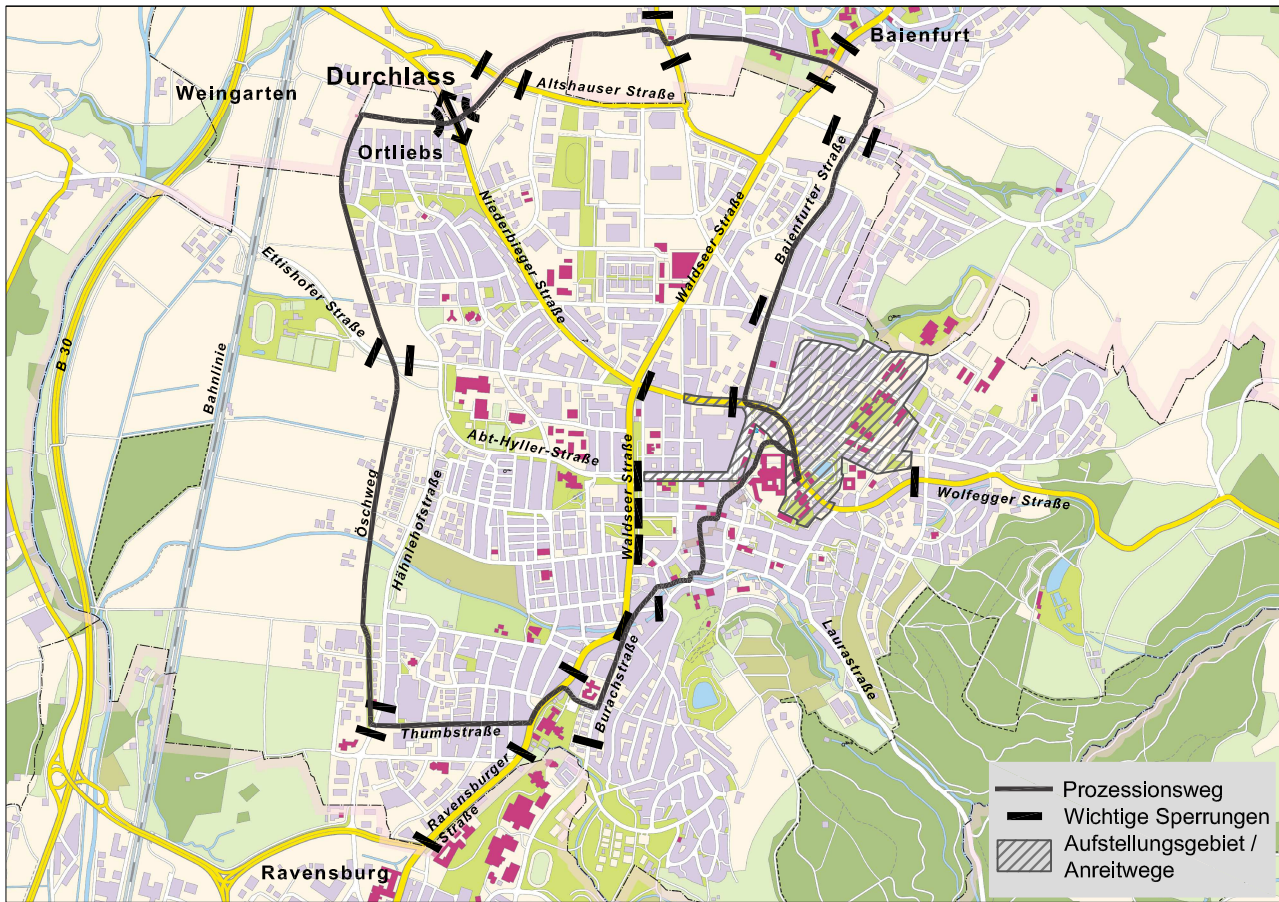 Baienfurt
Durchlass
Weingarten
Altshauser Straße
Ortliebs
Niederbieger Straße
Waldseer Straße
Baienfurter Straße
Ettishofer Straße
B 30
Bahnlinie
Abt-Hyller-Straße
Waldseer Straße
Wolfegger Straße
Öschweg
Hähnlehofstraße
Laurastraße
Burachstraße
Thumbstraße
Ravensburger
Straße
Ravensburg
Prozessionsweg
Wichtige Sperrungen
Aufstellungsgebiet /
Anreitwege